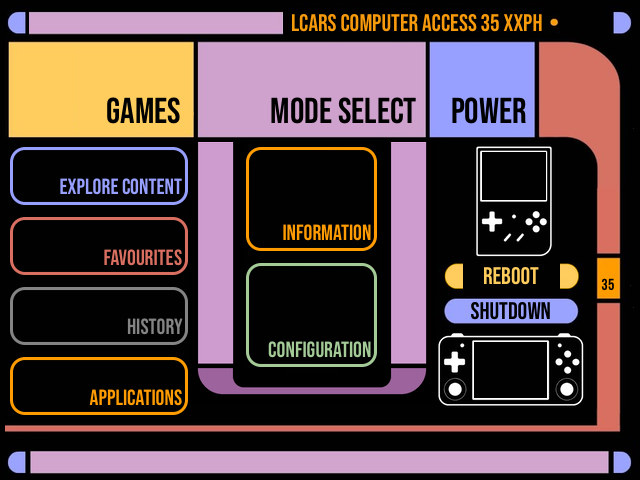 LCARS COMPUTER ACCESS 35 XXPH •
GAMES
MODE SELECT
POWER
EXPLORE CONTENT
FAVOURITES
HISTORY
APPLICATIONS
INFORMATION
CONFIGURATION
REBOOT
SHUTDOWN
35